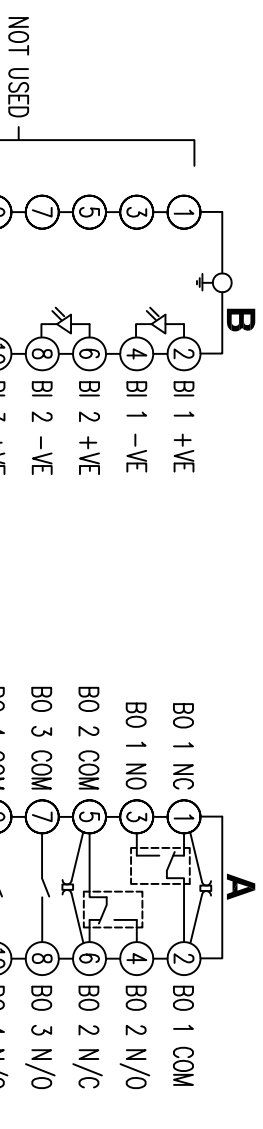 B
A
1 2 BI 1 +VE
3 4 BI 1 -VE
5 6 BI 2 +VE
7 8 BI 2 -VE
NOT USED
BO 1 NC 1 2 BO 1 COM
BO 1 NO 3 4 BO 2 N/O
BO 2 COM 5 6 BO 2 N/C
BO 3 COM 7 8 BO 3 N/O